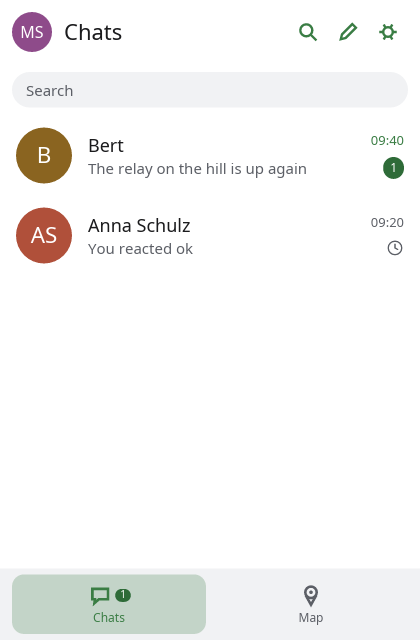 MS Chats
Search
B Bert 09:40
The relay on the hill is up again 1
AS Anna Schulz 09:20
You reacted ok
1
Chats Map